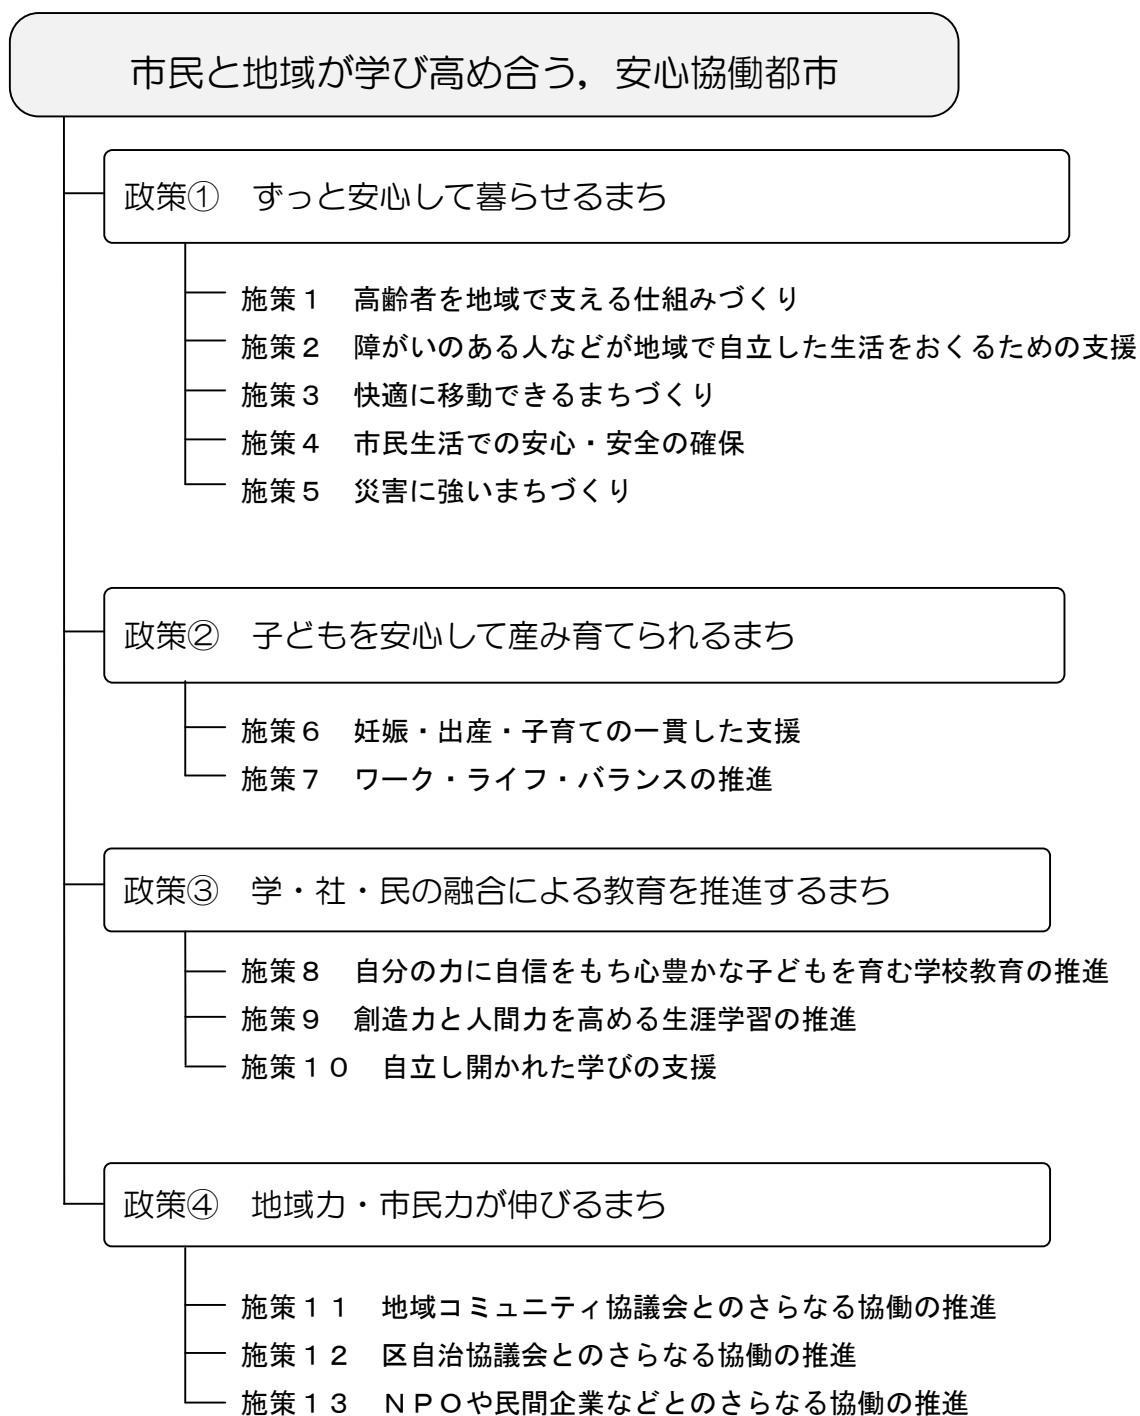 市民と地域が学び高め合う，安心協働都市
政策①　ずっと安心して暮らせるまち
施策１　高齢者を地域で支える仕組みづくり
施策２　障がいのある人などが地域で自立した生活をおくるための支援
施策３　快適に移動できるまちづくり
施策４　市民生活での安心・安全の確保
施策５　災害に強いまちづくり
政策②　子どもを安心して産み育てられるまち
施策６　妊娠・出産・子育ての一貫した支援
施策７　ワーク・ライフ・バランスの推進
政策③　学・社・民の融合による教育を推進するまち
施策８　自分の力に自信をもち心豊かな子どもを育む学校教育の推進
施策９　創造力と人間力を高める生涯学習の推進
施策１０　自立し開かれた学びの支援
政策④　地域力・市民力が伸びるまち
施策１１　地域コミュニティ協議会とのさらなる協働の推進
施策１２　区自治協議会とのさらなる協働の推進
施策１３　ＮＰＯや民間企業などとのさらなる協働の推進